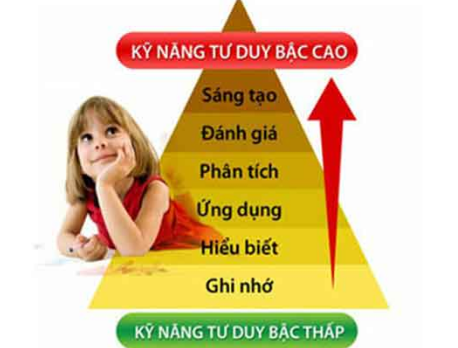 KỸ NĂNG TƯ DUY BẬC CAO
Sáng tạo
Đánh giá
Phân tích
Ứng dụng
Hiểu biết
Ghi nhớ
KỸ NĂNG TƯ DUY BẬC THẤP